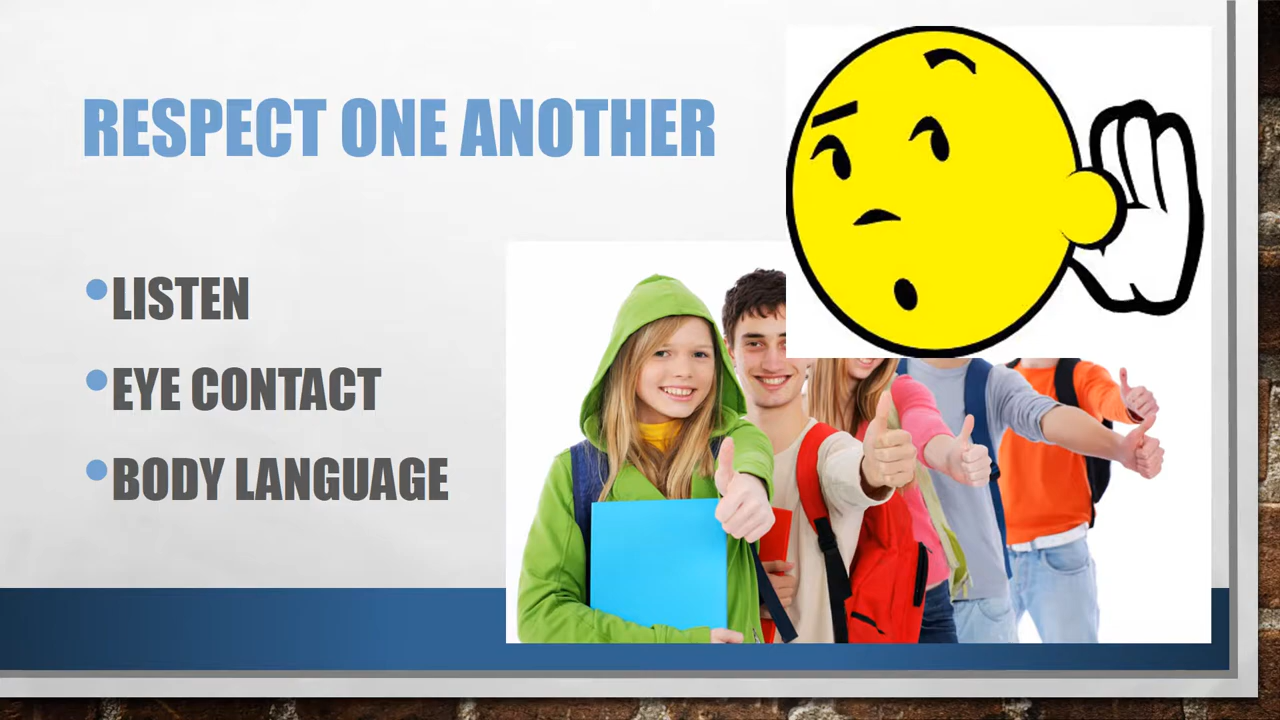 RESPECT ONE ANOTHER
•LISTEN
•EYE CONTACT
•BODY LANGUAGE